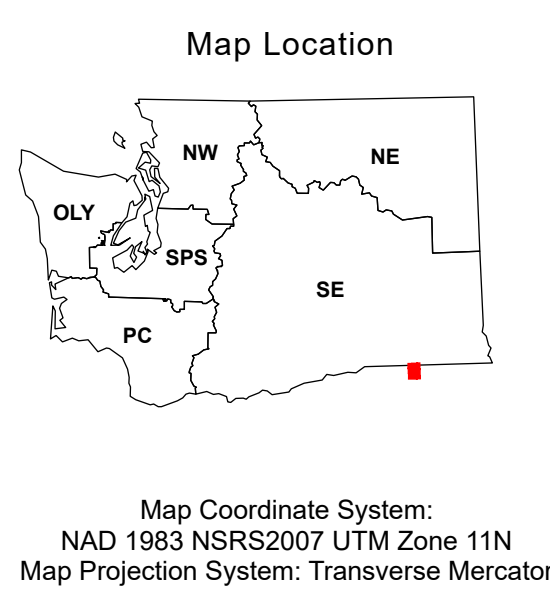 Map Location
NW
NE
OLY
SPS
SE
PC
Map Coordinate System:
NAD 1983 NSRS2007 UTM Zone 11N
Map Projection System: Transverse Mercator